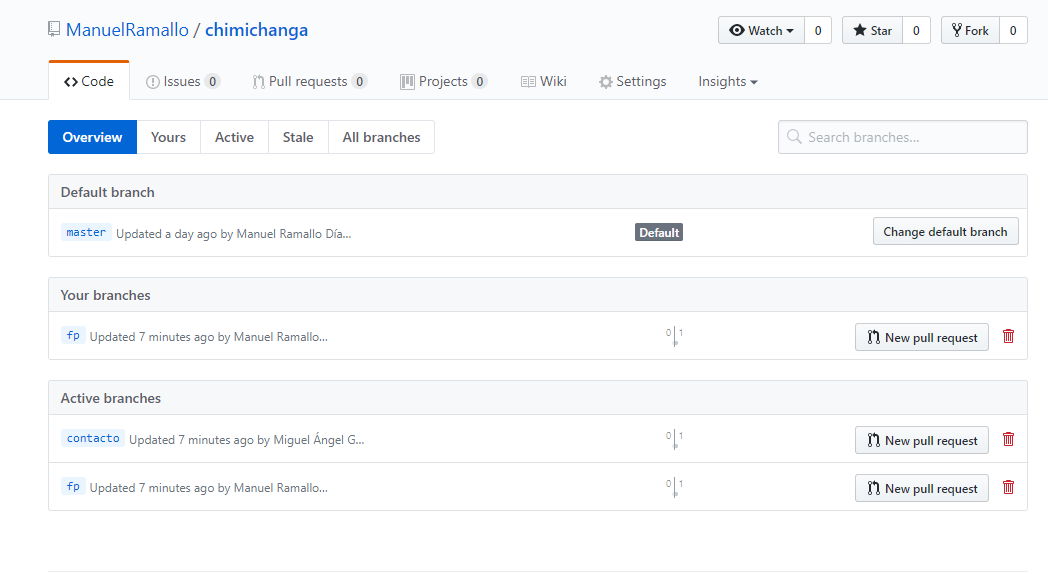 ManuelRamallo / chimichanga Watch 0 Star 0 Fork 0
Code Issues 0 Pull requests 0 Projects 0 Wiki Settings Insights
Overview Yours Active Stale All branches Search branches...
Default branch
master Updated a day ago by Manuel Ramallo Día... Default Change default branch
Your branches
fp Updated 7 minutes ago by Manuel Ramallo... 0 1 New pull request
Active branches
contacto Updated 7 minutes ago by Miguel Ángel G... 0 1 New pull request
fp Updated 7 minutes ago by Manuel Ramallo... 0 1 New pull request